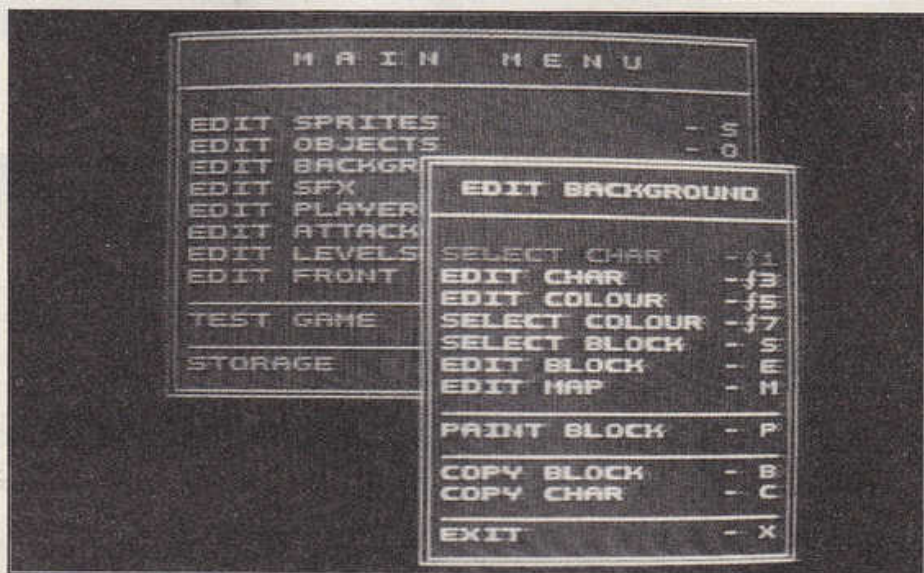 MAIN MENU
EDIT SPRITES - S
EDIT OBJECTS - O
EDIT BACKGR
EDIT SFX
EDIT PLAYER
EDIT ATTACK
EDIT LEVELS
EDIT FRONT
TEST GAME
STORAGE
EDIT BACKGROUND
SELECT CHAR -f1
EDIT CHAR -f3
EDIT COLOUR -f5
SELECT COLOUR -f7
SELECT BLOCK - S
EDIT BLOCK - E
EDIT MAP - M
PAINT BLOCK - P
COPY BLOCK - B
COPY CHAR - C
EXIT - X